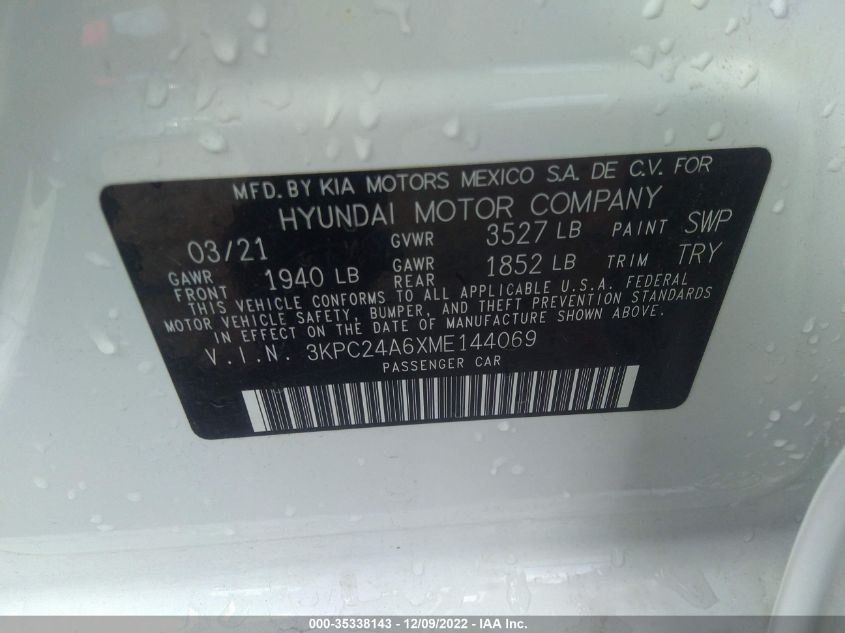 MFD. BY KIA MOTORS MEXICO S.A. DE C.V. FOR
HYUNDAI MOTOR COMPANY
03/21 GVWR 3527 LB PAINT SWP
GAWR FRONT 1940 LB GAWR REAR 1852 LB TRIM TRY
THIS VEHICLE CONFORMS TO ALL APPLICABLE U.S.A. FEDERAL
MOTOR VEHICLE SAFETY, BUMPER, AND THEFT PREVENTION STANDARDS
IN EFFECT ON THE DATE OF MANUFACTURE SHOWN ABOVE.
V.I.N. 3KPC24A6XME144069
PASSENGER CAR
000-35338143 - 12/09/2022 - IAA Inc.